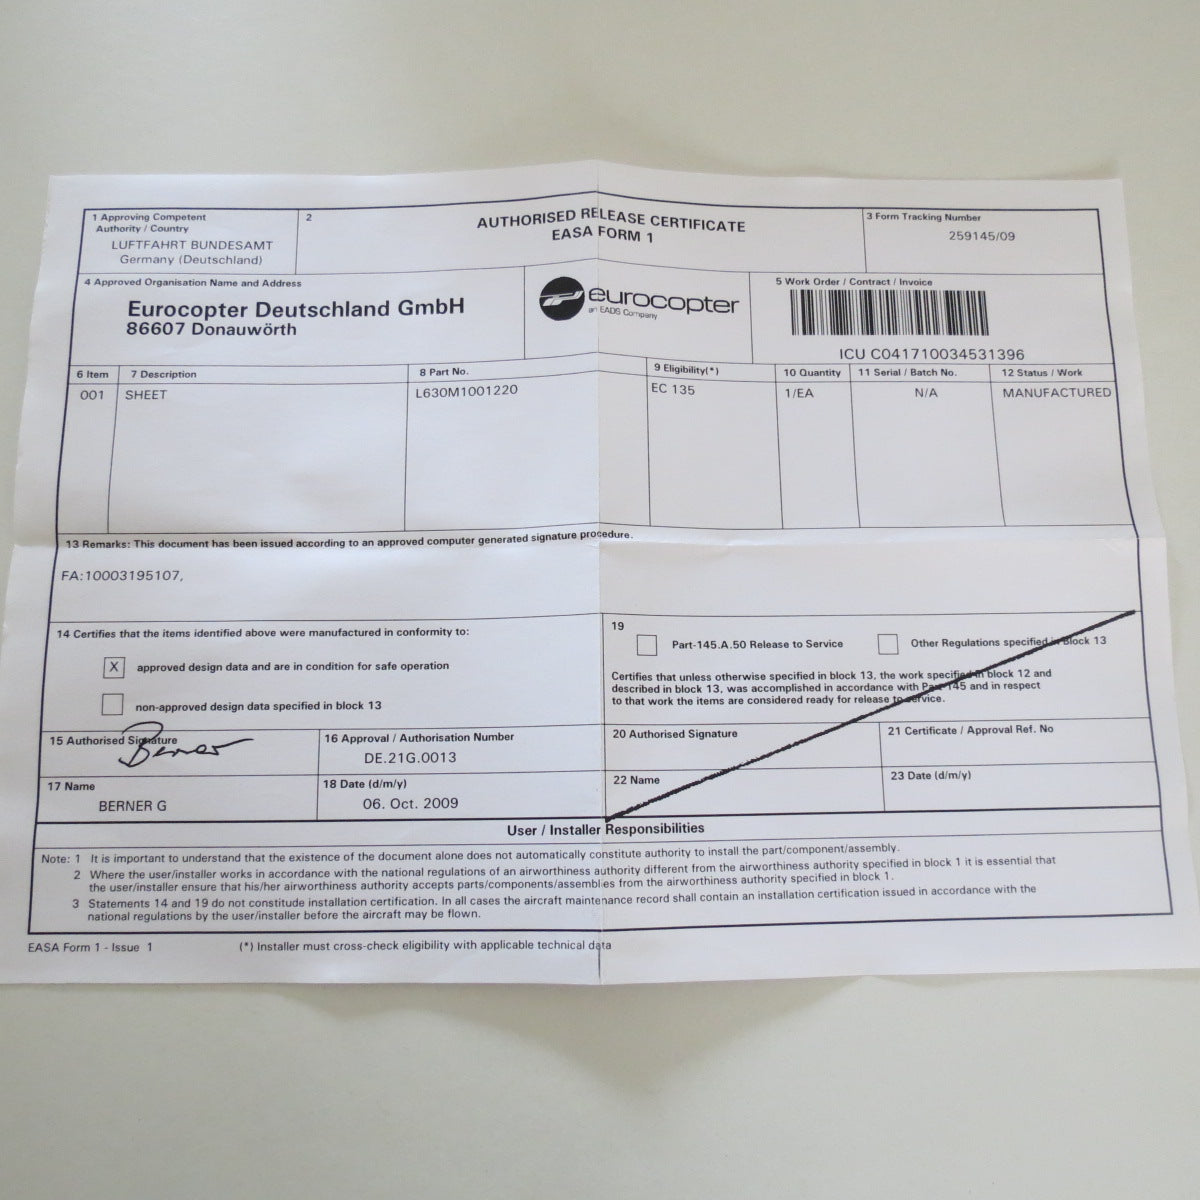 1 Approving Competent
Authority / Country
LUFTFAHRT BUNDESAMT
Germany (Deutschland)
2
AUTHORISED RELEASE CERTIFICATE
EASA FORM 1
3 Form Tracking Number
259145/09
4 Approved Organisation Name and Address
Eurocopter Deutschland GmbH
86607 Donauwörth
eurocopter
an EADS Company
5 Work Order / Contract / Invoice
ICU C041710034531396
6 Item 7 Description 8 Part No. 9 Eligibility(*) 10 Quantity 11 Serial / Batch No. 12 Status / Work
001 SHEET L630M1001220 EC 135 1/EA N/A MANUFACTURED
13 Remarks: This document has been issued according to an approved computer generated signature procedure.
FA:10003195107,
14 Certifies that the items identified above were manufactured in conformity to:
X approved design data and are in condition for safe operation
non-approved design data specified in block 13
19
Part-145.A.50 Release to Service Other Regulations specified in Block 13
Certifies that unless otherwise specified in block 13, the work specified in block 12 and
described in block 13, was accomplished in accordance with Part-145 and in respect
to that work the items are considered ready for release to service.
15 Authorised Signature
Berner
16 Approval / Authorisation Number
DE.21G.0013
20 Authorised Signature
21 Certificate / Approval Ref. No
17 Name
BERNER G
18 Date (d/m/y)
06. Oct. 2009
22 Name
23 Date (d/m/y)
User / Installer Responsibilities
Note: 1 It is important to understand that the existence of the document alone does not automatically constitute authority to install the part/component/assembly.
2 Where the user/installer works in accordance with the national regulations of an airworthiness authority different from the airworthiness authority specified in block 1 it is essential that
the user/installer ensure that his/her airworthiness authority accepts parts/components/assemblies from the airworthiness authority specified in block 1.
3 Statements 14 and 19 do not constitute installation certification. In all cases the aircraft maintenance record shall contain an installation certification issued in accordance with the
national regulations by the user/installer before the aircraft may be flown.
EASA Form 1 - Issue 1 (*) Installer must cross-check eligibility with applicable technical data